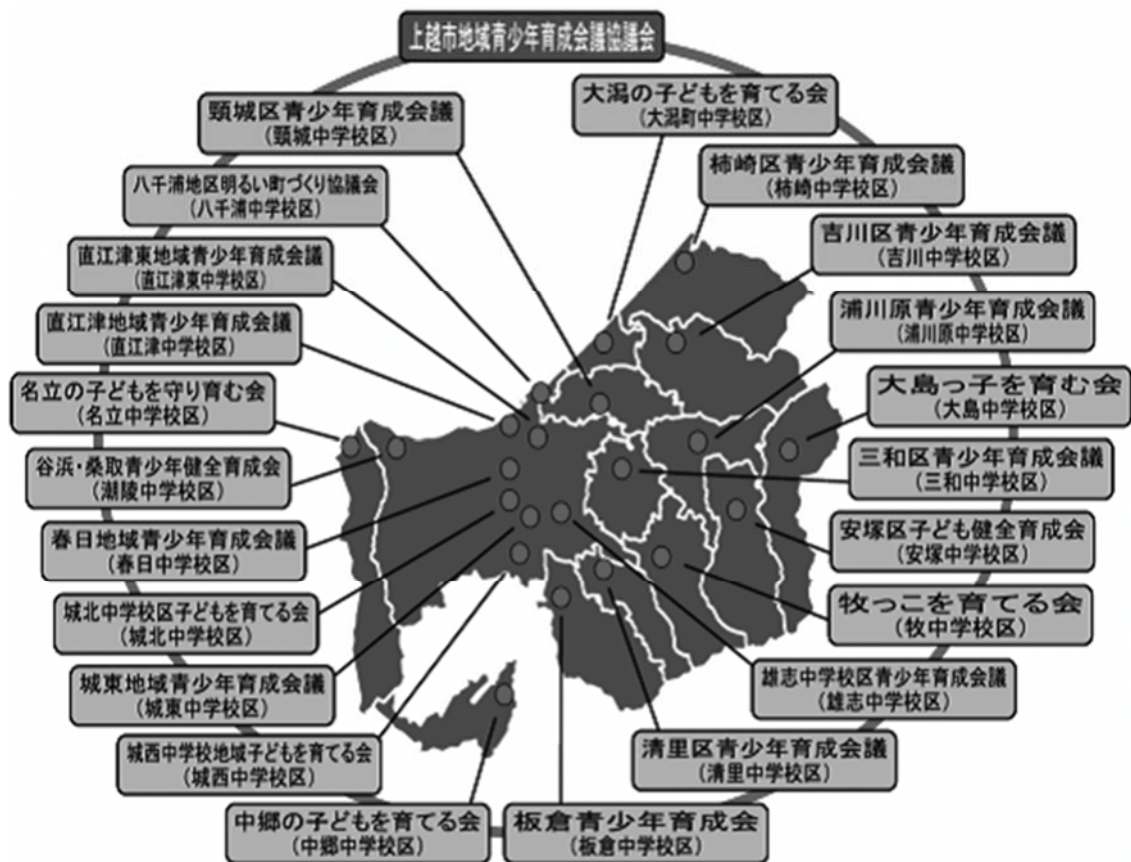 上越市地域青少年育成会議協議会
頸城区青少年育成会議
（頸城中学校区）
八千浦地区明るい町づくり協議会
（八千浦中学校区）
直江津東地域青少年育成会議
（直江津東中学校区）
直江津地域青少年育成会議
（直江津中学校区）
名立の子どもを守り育む会
（名立中学校区）
谷浜・桑取青少年健全育成会
（潮陵中学校区）
春日地域青少年育成会議
（春日中学校区）
城北中学校区子どもを育てる会
（城北中学校区）
城東地域青少年育成会議
（城東中学校区）
城西中学校地域子どもを育てる会
（城西中学校区）
中郷の子どもを育てる会
（中郷中学校区）
大潟の子どもを育てる会
（大潟町中学校区）
柿崎区青少年育成会議
（柿崎中学校区）
吉川区青少年育成会議
（吉川中学校区）
浦川原青少年育成会議
（浦川原中学校区）
大島っ子を育む会
（大島中学校区）
三和区青少年育成会議
（三和中学校区）
安塚区子ども健全育成会
（安塚中学校区）
牧っこを育てる会
（牧中学校区）
雄志中学校区青少年育成会議
（雄志中学校区）
清里区青少年育成会議
（清里中学校区）
板倉青少年育成会
（板倉中学校区）